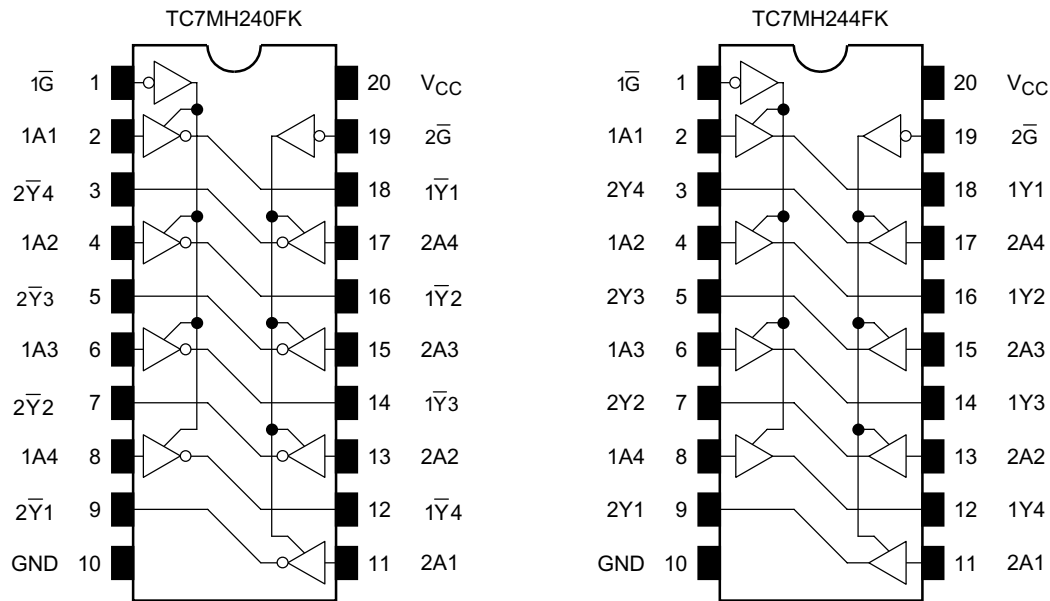 TC7MH240FK
1G̅ 1 20 VCC
1A1 2 19 2G̅
2Y̅4 3 18 1Y̅1
1A2 4 17 2A4
2Y̅3 5 16 1Y̅2
1A3 6 15 2A3
2Y̅2 7 14 1Y̅3
1A4 8 13 2A2
2Y̅1 9 12 1Y̅4
GND 10 11 2A1
TC7MH244FK
1G̅ 1 20 VCC
1A1 2 19 2G̅
2Y4 3 18 1Y1
1A2 4 17 2A4
2Y3 5 16 1Y2
1A3 6 15 2A3
2Y2 7 14 1Y3
1A4 8 13 2A2
2Y1 9 12 1Y4
GND 10 11 2A1